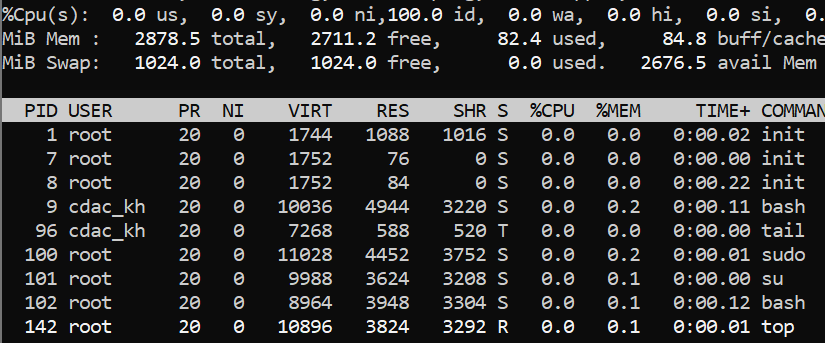 %Cpu(s):  0.0 us,  0.0 sy,  0.0 ni,100.0 id,  0.0 wa,  0.0 hi,  0.0 si,  0.0
MiB Mem :   2878.5 total,   2711.2 free,     82.4 used,     84.8 buff/cache
MiB Swap:   1024.0 total,   1024.0 free,      0.0 used.   2676.5 avail Mem
PID USER      PR  NI    VIRT    RES    SHR S  %CPU  %MEM     TIME+ COMMAN
1 root      20   0    1744   1088   1016 S   0.0   0.0   0:00.02 init
7 root      20   0    1752     76      0 S   0.0   0.0   0:00.00 init
8 root      20   0    1752     84      0 S   0.0   0.0   0:00.22 init
9 cdac_kh   20   0   10036   4944   3220 S   0.0   0.2   0:00.11 bash
96 cdac_kh   20   0    7268    588    520 T   0.0   0.0   0:00.00 tail
100 root      20   0   11028   4452   3752 S   0.0   0.2   0:00.01 sudo
101 root      20   0    9988   3624   3208 S   0.0   0.1   0:00.00 su
102 root      20   0    8964   3948   3304 S   0.0   0.1   0:00.12 bash
142 root      20   0   10896   3824   3292 R   0.0   0.1   0:00.01 top